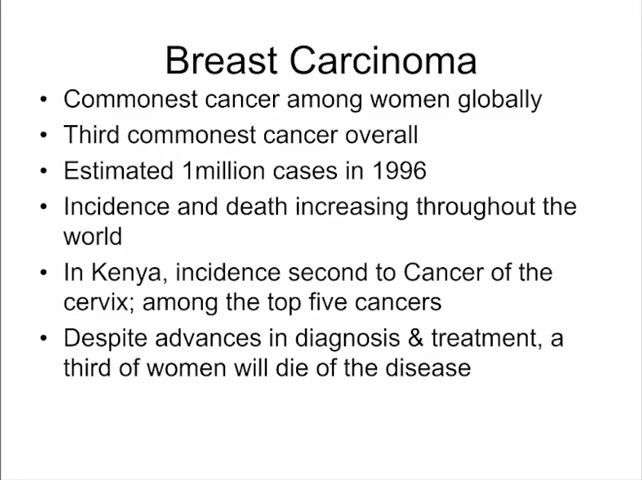 Breast Carcinoma
• Commonest cancer among women globally
• Third commonest cancer overall
• Estimated 1million cases in 1996
• Incidence and death increasing throughout the
world
• In Kenya, incidence second to Cancer of the
cervix; among the top five cancers
• Despite advances in diagnosis & treatment, a
third of women will die of the disease